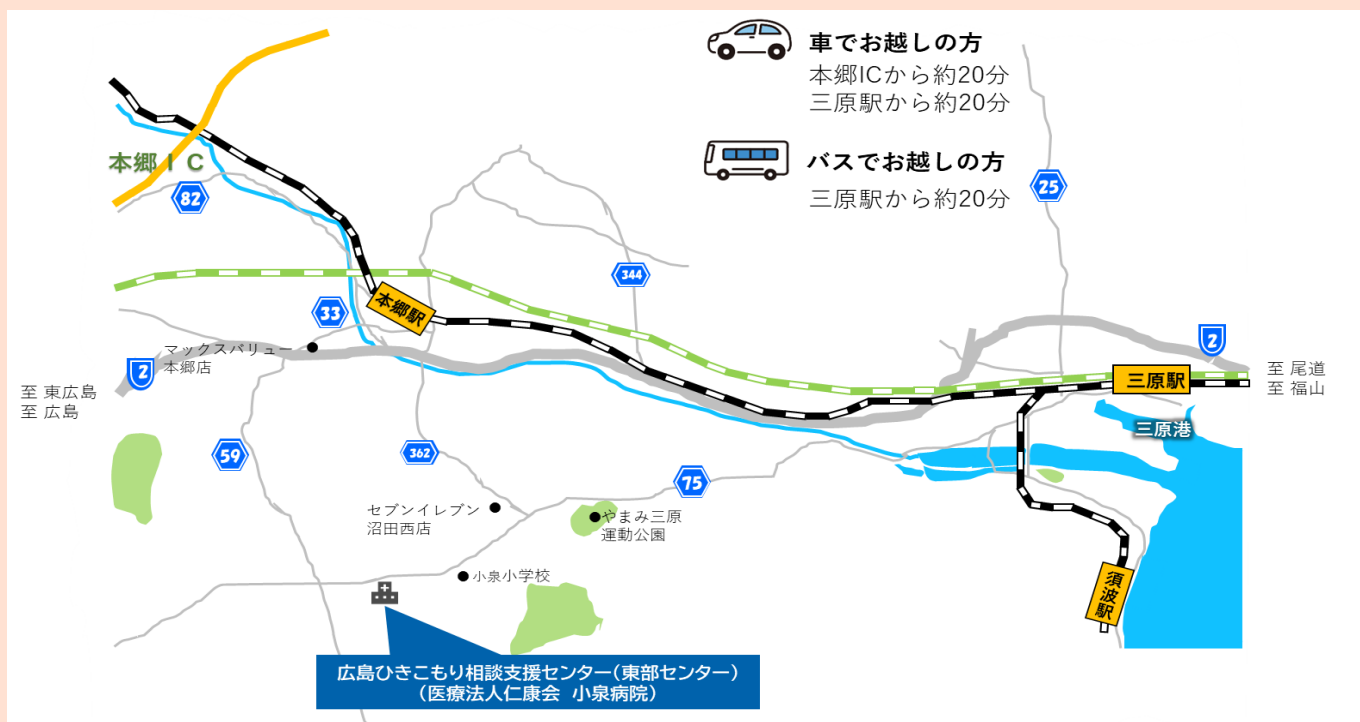 車でお越しの方
本郷ICから約20分
三原駅から約20分
バスでお越しの方
三原駅から約20分
本郷IC
82
25
344
33
本郷駅
マックスバリュー
本郷店
2
至 東広島
至 広島
2
三原駅
至 尾道
至 福山
三原港
59
362
75
セブンイレブン
沼田西店
やまみ三原
運動公園
小泉小学校
須波駅
広島ひきこもり相談支援センター(東部センター)
(医療法人仁康会 小泉病院)